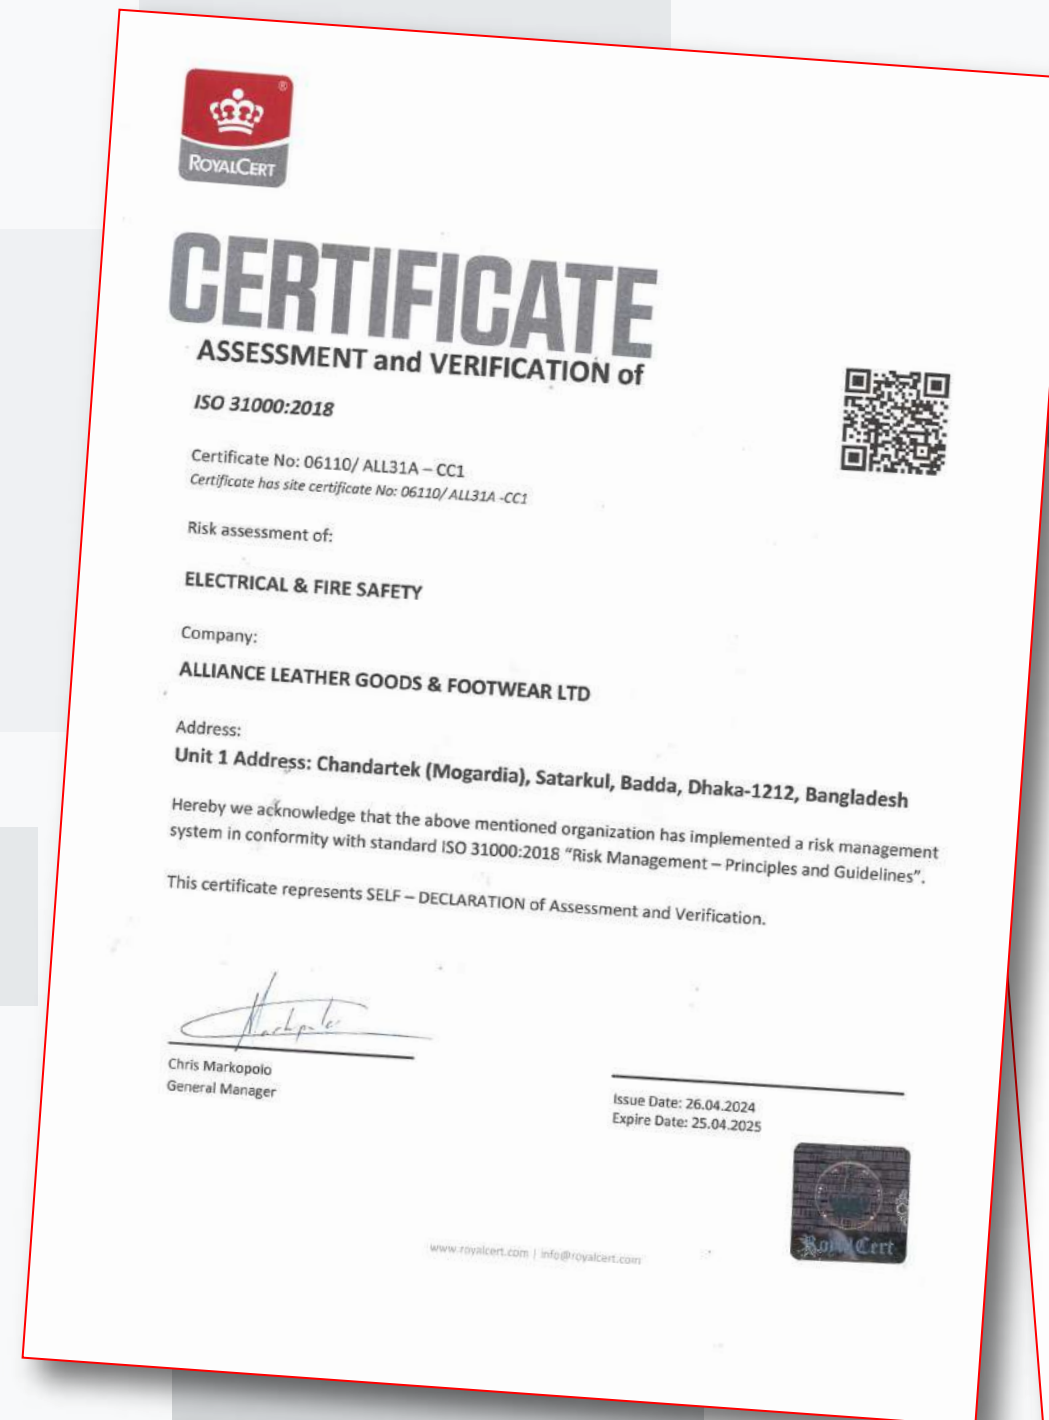 ®
ROYALCERT
CERTIFICATE
ASSESSMENT and VERIFICATION of
ISO 31000:2018
Certificate No: 06110/ ALL31A – CC1
Certificate has site certificate No: 06110/ ALL31A -CC1
Risk assessment of:
ELECTRICAL & FIRE SAFETY
Company:
ALLIANCE LEATHER GOODS & FOOTWEAR LTD
Address:
Unit 1 Address: Chandartek (Mogardia), Satarkul, Badda, Dhaka-1212, Bangladesh
Hereby we acknowledge that the above mentioned organization has implemented a risk management
system in conformity with standard ISO 31000:2018 “Risk Management – Principles and Guidelines”.
This certificate represents SELF – DECLARATION of Assessment and Verification.
Chris Markopolo
General Manager
Issue Date: 26.04.2024
Expire Date: 25.04.2025
RoyalCert
www.royalcert.com | info@royalcert.com